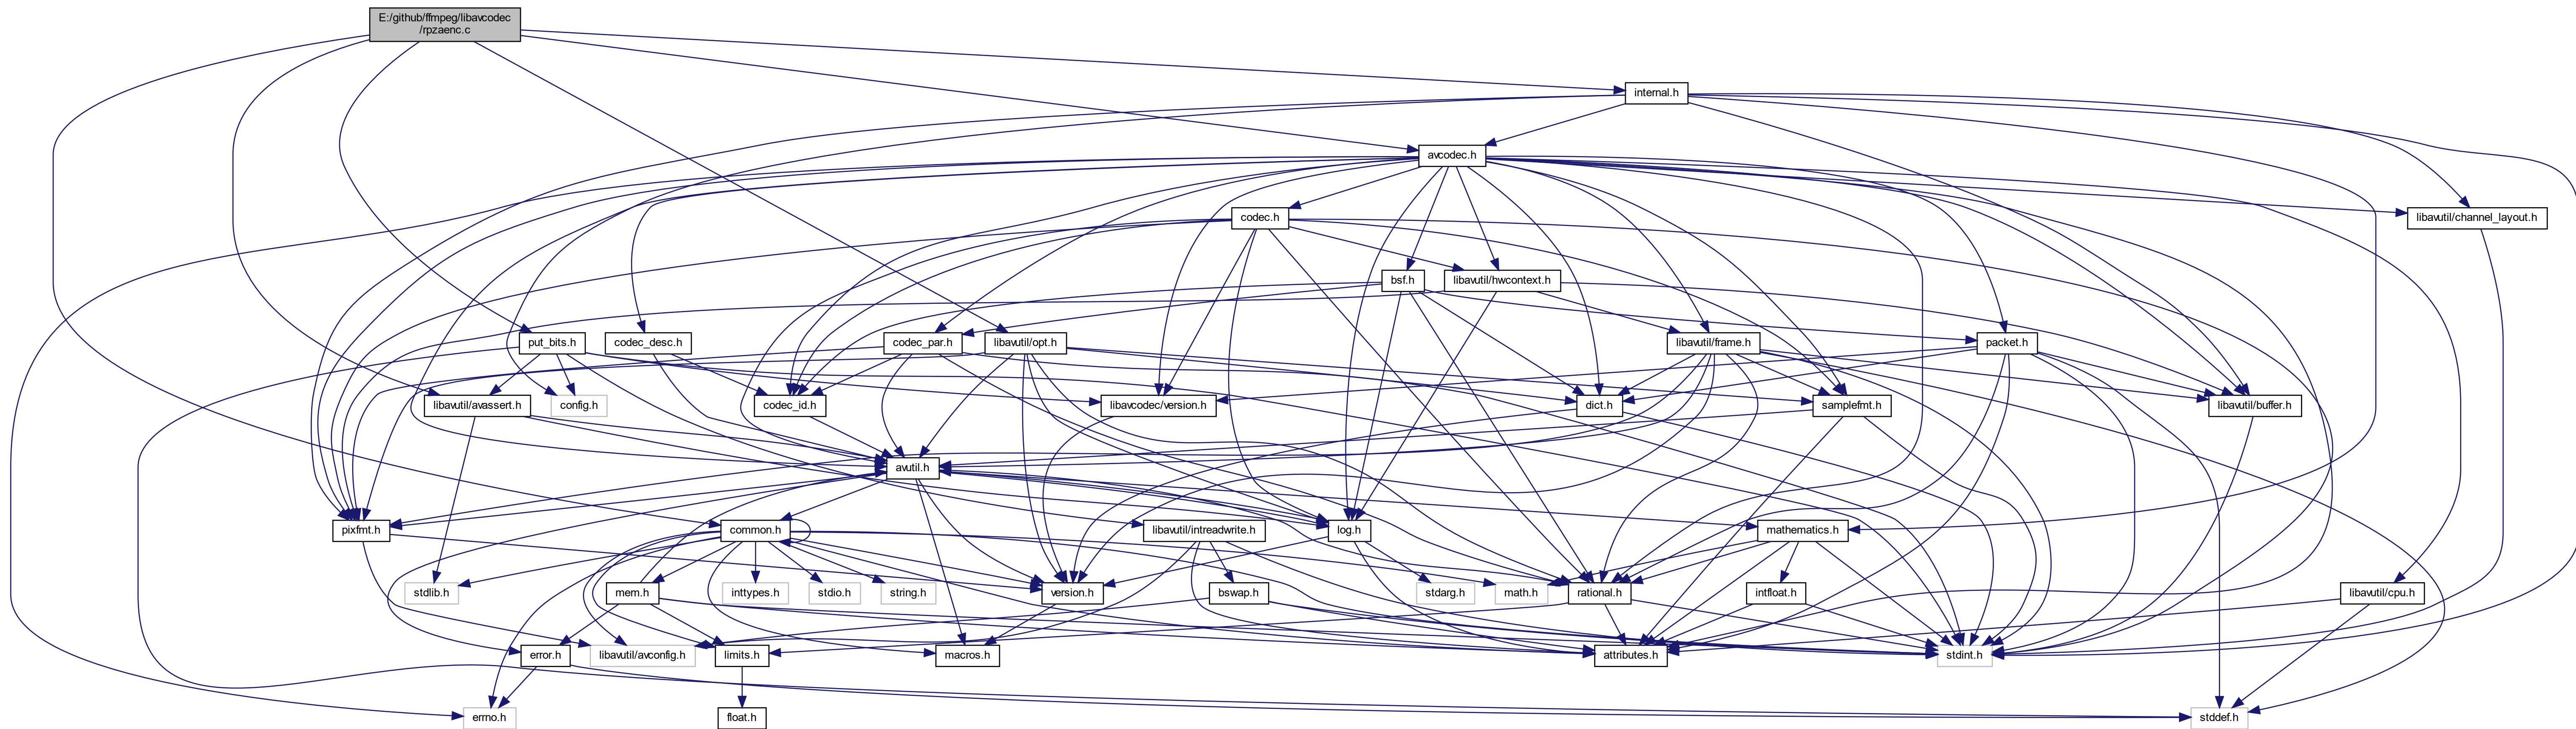 E:/github/ffmpeg/libavcodec
/rpzaenc.c
internal.h
avcodec.h
codec.h
libavutil/channel_layout.h
bsf.h
libavutil/hwcontext.h
put_bits.h
codec_desc.h
codec_par.h
libavutil/opt.h
libavutil/frame.h
packet.h
libavutil/avassert.h
config.h
codec_id.h
libavcodec/version.h
dict.h
samplefmt.h
libavutil/buffer.h
avutil.h
pixfmt.h
common.h
libavutil/intreadwrite.h
log.h
mathematics.h
stdlib.h
mem.h
inttypes.h
stdio.h
string.h
version.h
bswap.h
stdarg.h
math.h
rational.h
intfloat.h
libavutil/cpu.h
error.h
libavutil/avconfig.h
limits.h
macros.h
attributes.h
stdint.h
errno.h
float.h
stddef.h